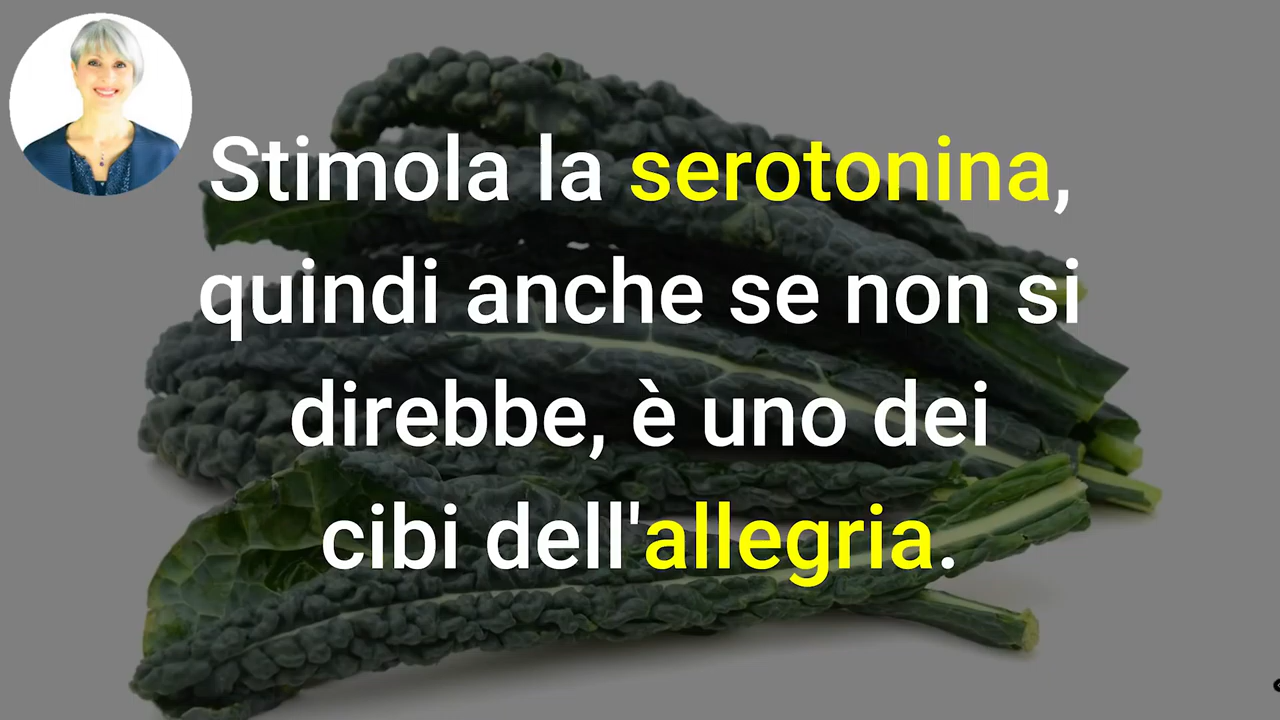 Stimola la serotonina,
quindi anche se non si
direbbe, è uno dei
cibi dell'allegria.